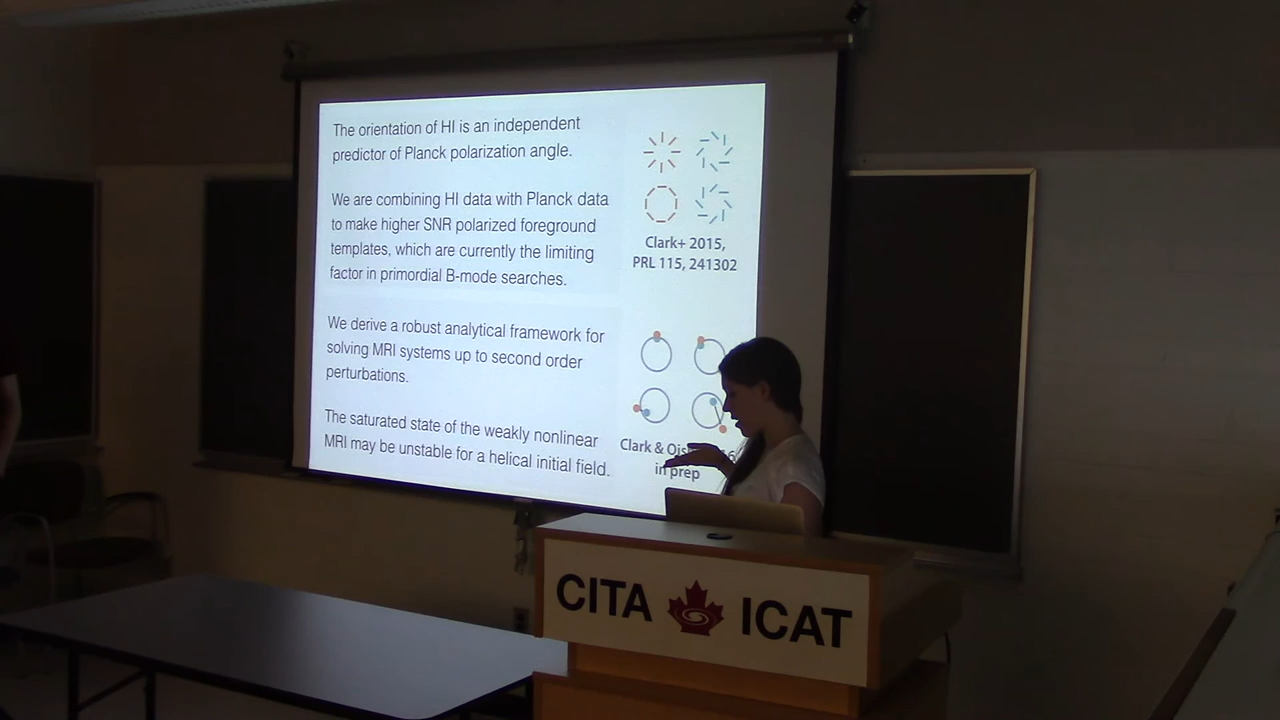 The orientation of HI is an independent
predictor of Planck polarization angle.
We are combining HI data with Planck data
to make higher SNR polarized foreground
templates, which are currently the limiting
factor in primordial B-mode searches.
Clark+ 2015,
PRL 115, 241302
We derive a robust analytical framework for
solving MRI systems up to second order
perturbations.
The saturated state of the weakly nonlinear
MRI may be unstable for a helical initial field.
Clark &
in prep
CITA ICAT